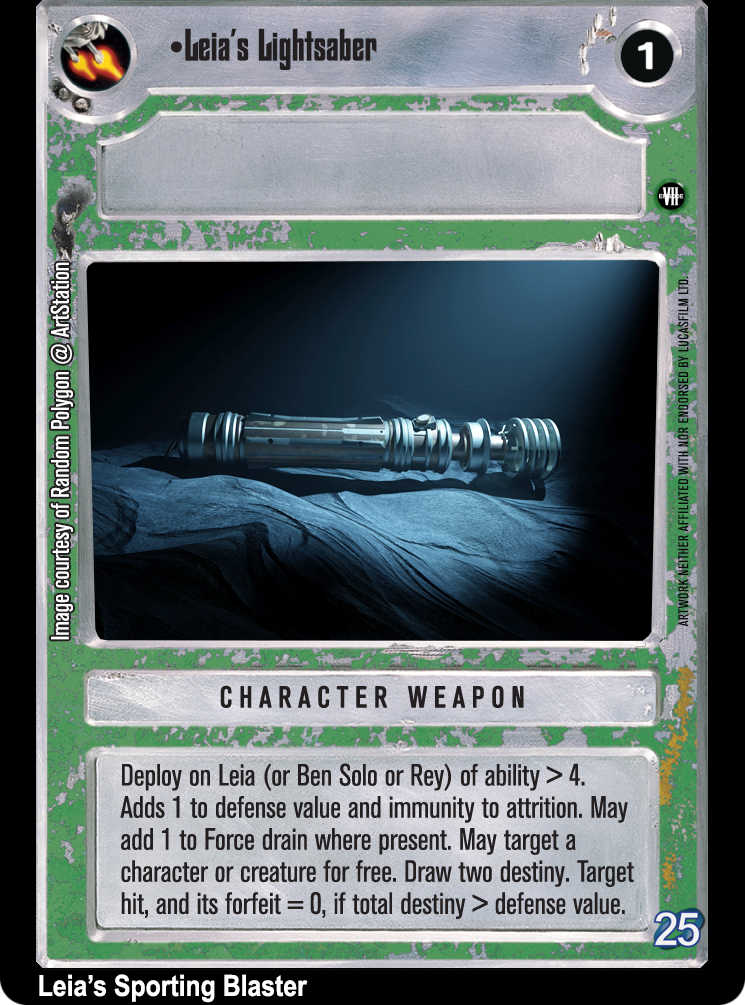 •Leia's Lightsaber
1
EPISODE
VII
Image courtesy of Random Polygon @ ArtStation
ARTWORK NEITHER AFFILIATED WITH NOR ENDORSED BY LUCASFILM LTD.
CHARACTER WEAPON
Deploy on Leia (or Ben Solo or Rey) of ability > 4.
Adds 1 to defense value and immunity to attrition. May
add 1 to Force drain where present. May target a
character or creature for free. Draw two destiny. Target
hit, and its forfeit = 0, if total destiny > defense value.
25
Leia's Sporting Blaster